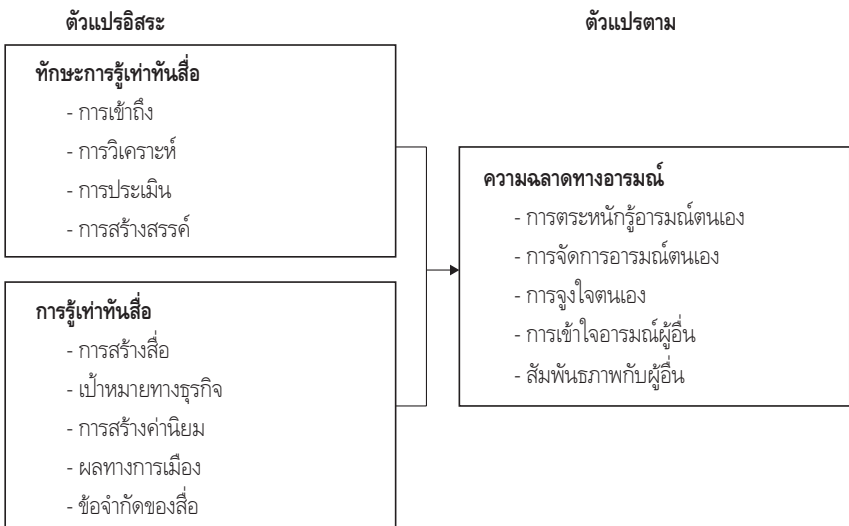 ตัวแปรอิสระ
ทักษะการรู้เท่าทันสื่อ
- การเข้าถึง
- การวิเคราะห์
- การประเมิน
- การสร้างสรรค์
การรู้เท่าทันสื่อ
- การสร้างสื่อ
- เป้าหมายทางธุรกิจ
- การสร้างค่านิยม
- ผลทางการเมือง
- ข้อจำกัดของสื่อ
ตัวแปรตาม
ความฉลาดทางอารมณ์
- การตระหนักรู้อารมณ์ตนเอง
- การจัดการอารมณ์ตนเอง
- การจูงใจตนเอง
- การเข้าใจอารมณ์ผู้อื่น
- สัมพันธภาพกับผู้อื่น